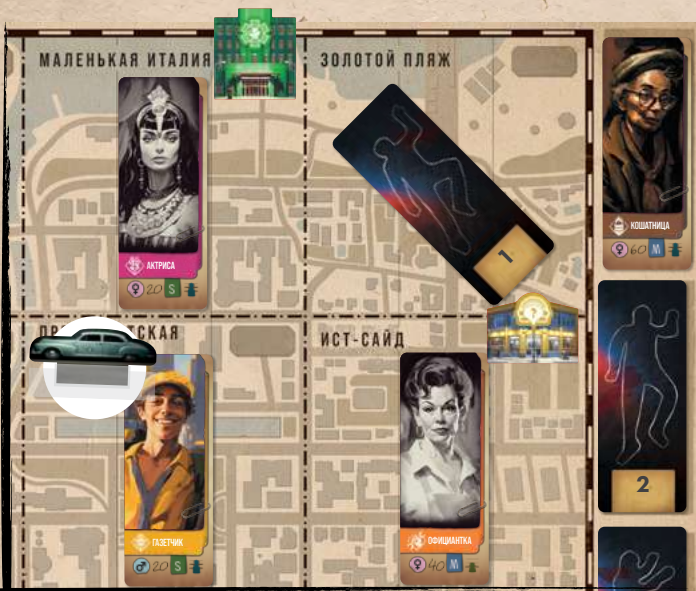 МАЛЕНЬКАЯ ИТАЛИЯ
ЗОЛОТОЙ ПЛЯЖ
АКТРИСА
20 S
1
КОШАТНИЦА
60 M
ИСТ-САЙД
ГАЗЕТЧИК
20 S
ОФИЦИАНТКА
40 M
2